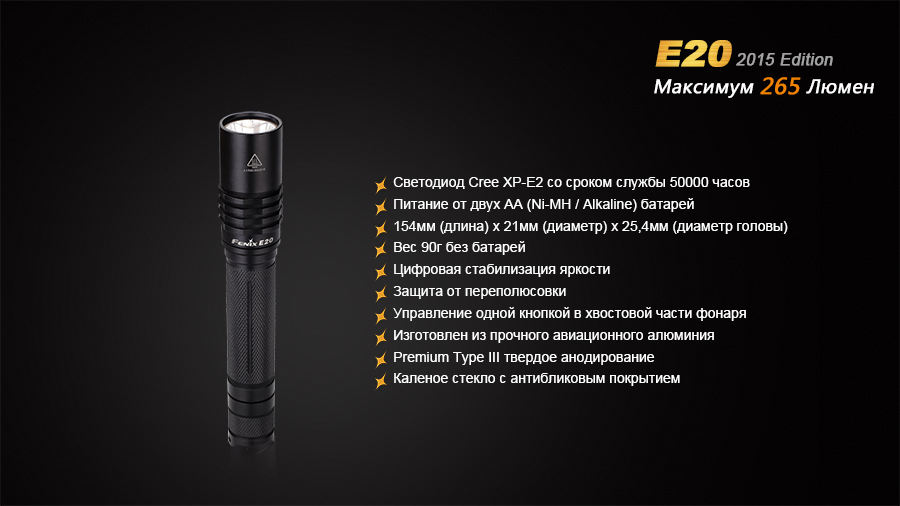 E20 2015 Edition
Максимум 265 Люмен
FENIX E20
Светодиод Cree XP-E2 со сроком службы 50000 часов
Питание от двух АА (Ni-MH / Alkaline) батарей
154мм (длина) x 21мм (диаметр) x 25,4мм (диаметр головы)
Вес 90г без батарей
Цифровая стабилизация яркости
Защита от переполюсовки
Управление одной кнопкой в хвостовой части фонаря
Изготовлен из прочного авиационного алюминия
Premium Type III твердое анодирование
Каленое стекло с антибликовым покрытием